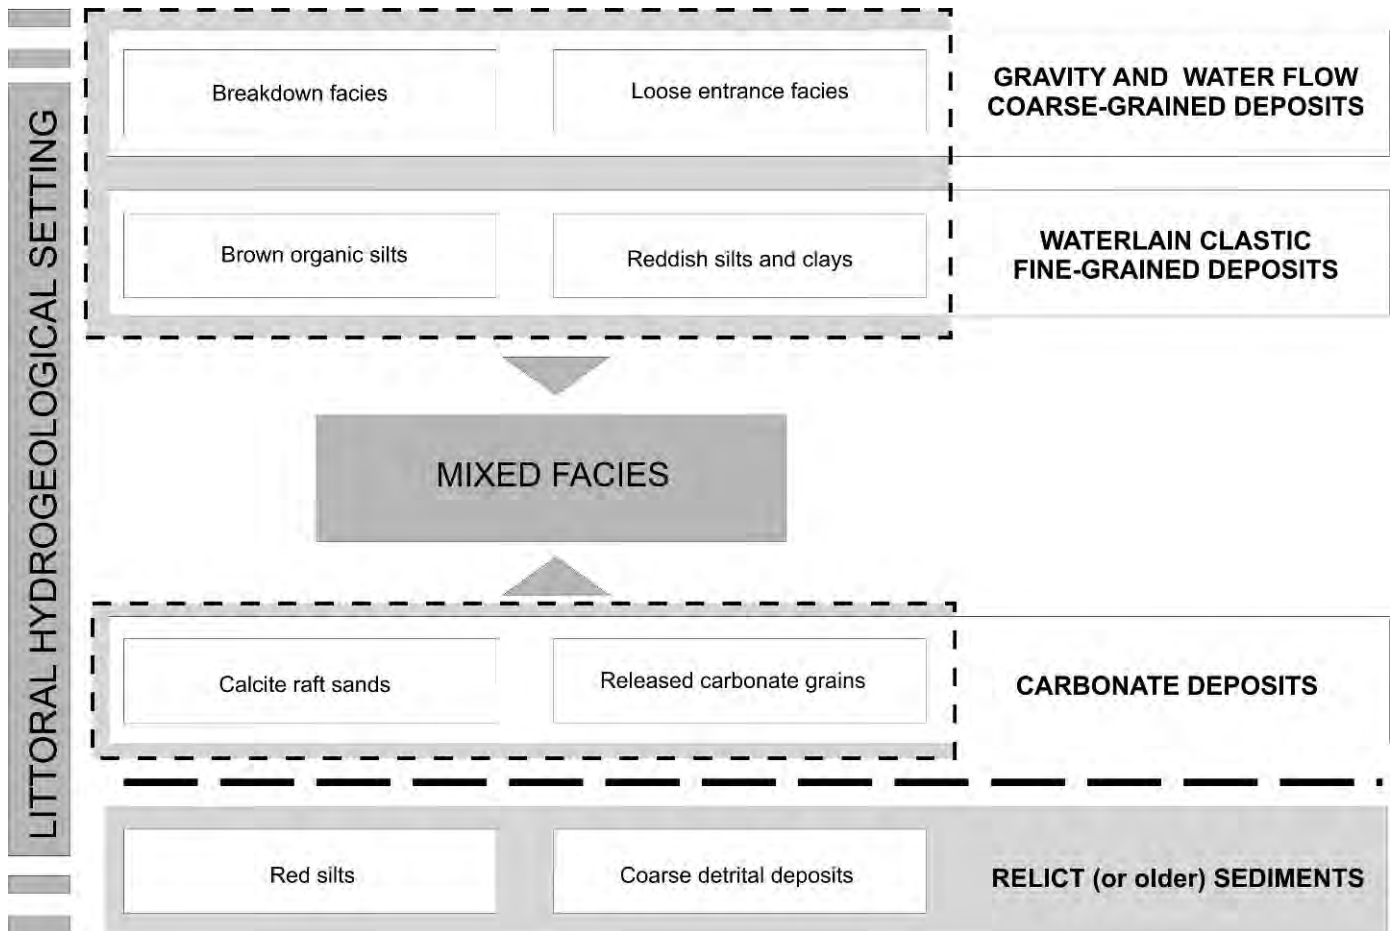 LITTORAL HYDROGEOLOGICAL SETTING
Breakdown facies
Loose entrance facies
GRAVITY AND WATER FLOW
COARSE-GRAINED DEPOSITS
Brown organic silts
Reddish silts and clays
WATERLAIN CLASTIC
FINE-GRAINED DEPOSITS
MIXED FACIES
Calcite raft sands
Released carbonate grains
CARBONATE DEPOSITS
Red silts
Coarse detrital deposits
RELICT (or older) SEDIMENTS